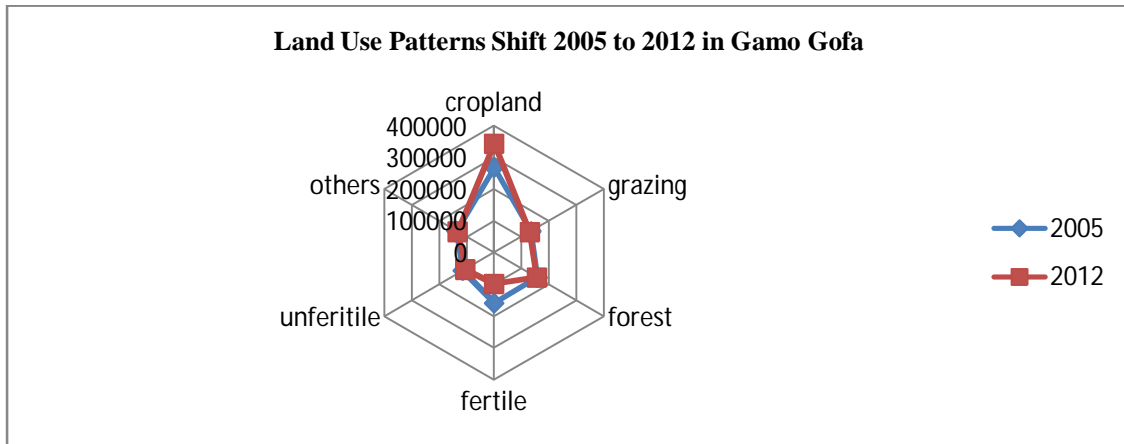 Land Use Patterns Shift 2005 to 2012 in Gamo Gofa
cropland
400000
300000
200000
100000
0
others
grazing
unferitile
forest
fertile
2005
2012